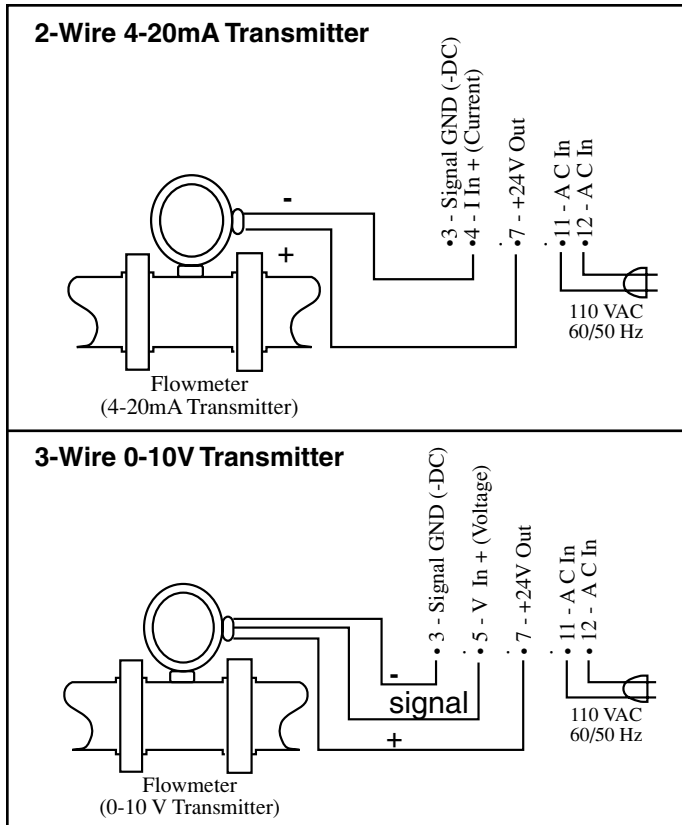 2-Wire 4-20mA Transmitter
3 - Signal GND (-DC)
4 - I In + (Current)
7 - +24V Out
11 - A C In
12 - A C In
-
+
110 VAC
60/50 Hz
Flowmeter
(4-20mA Transmitter)
3-Wire 0-10V Transmitter
3 - Signal GND (-DC)
5 - V In + (Voltage)
7 - +24V Out
11 - A C In
12 - A C In
-
signal
+
110 VAC
60/50 Hz
Flowmeter
(0-10 V Transmitter)